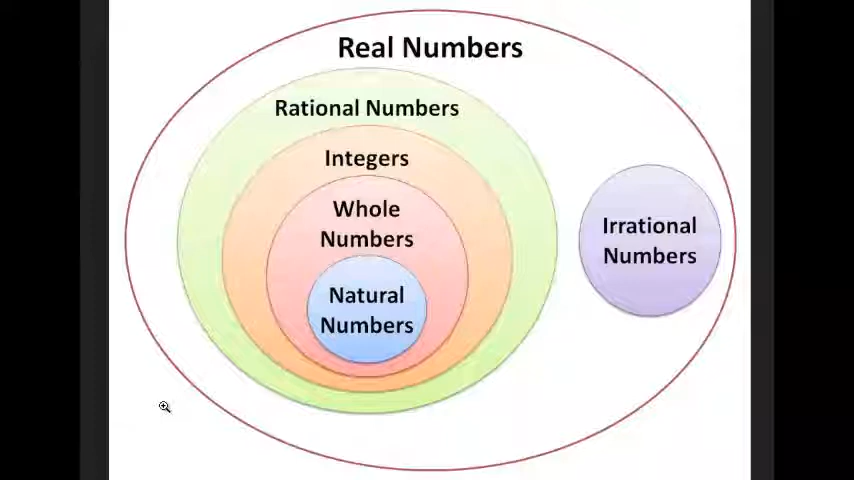 Real Numbers
Rational Numbers
Integers
Whole
Numbers
Natural
Numbers
Irrational
Numbers